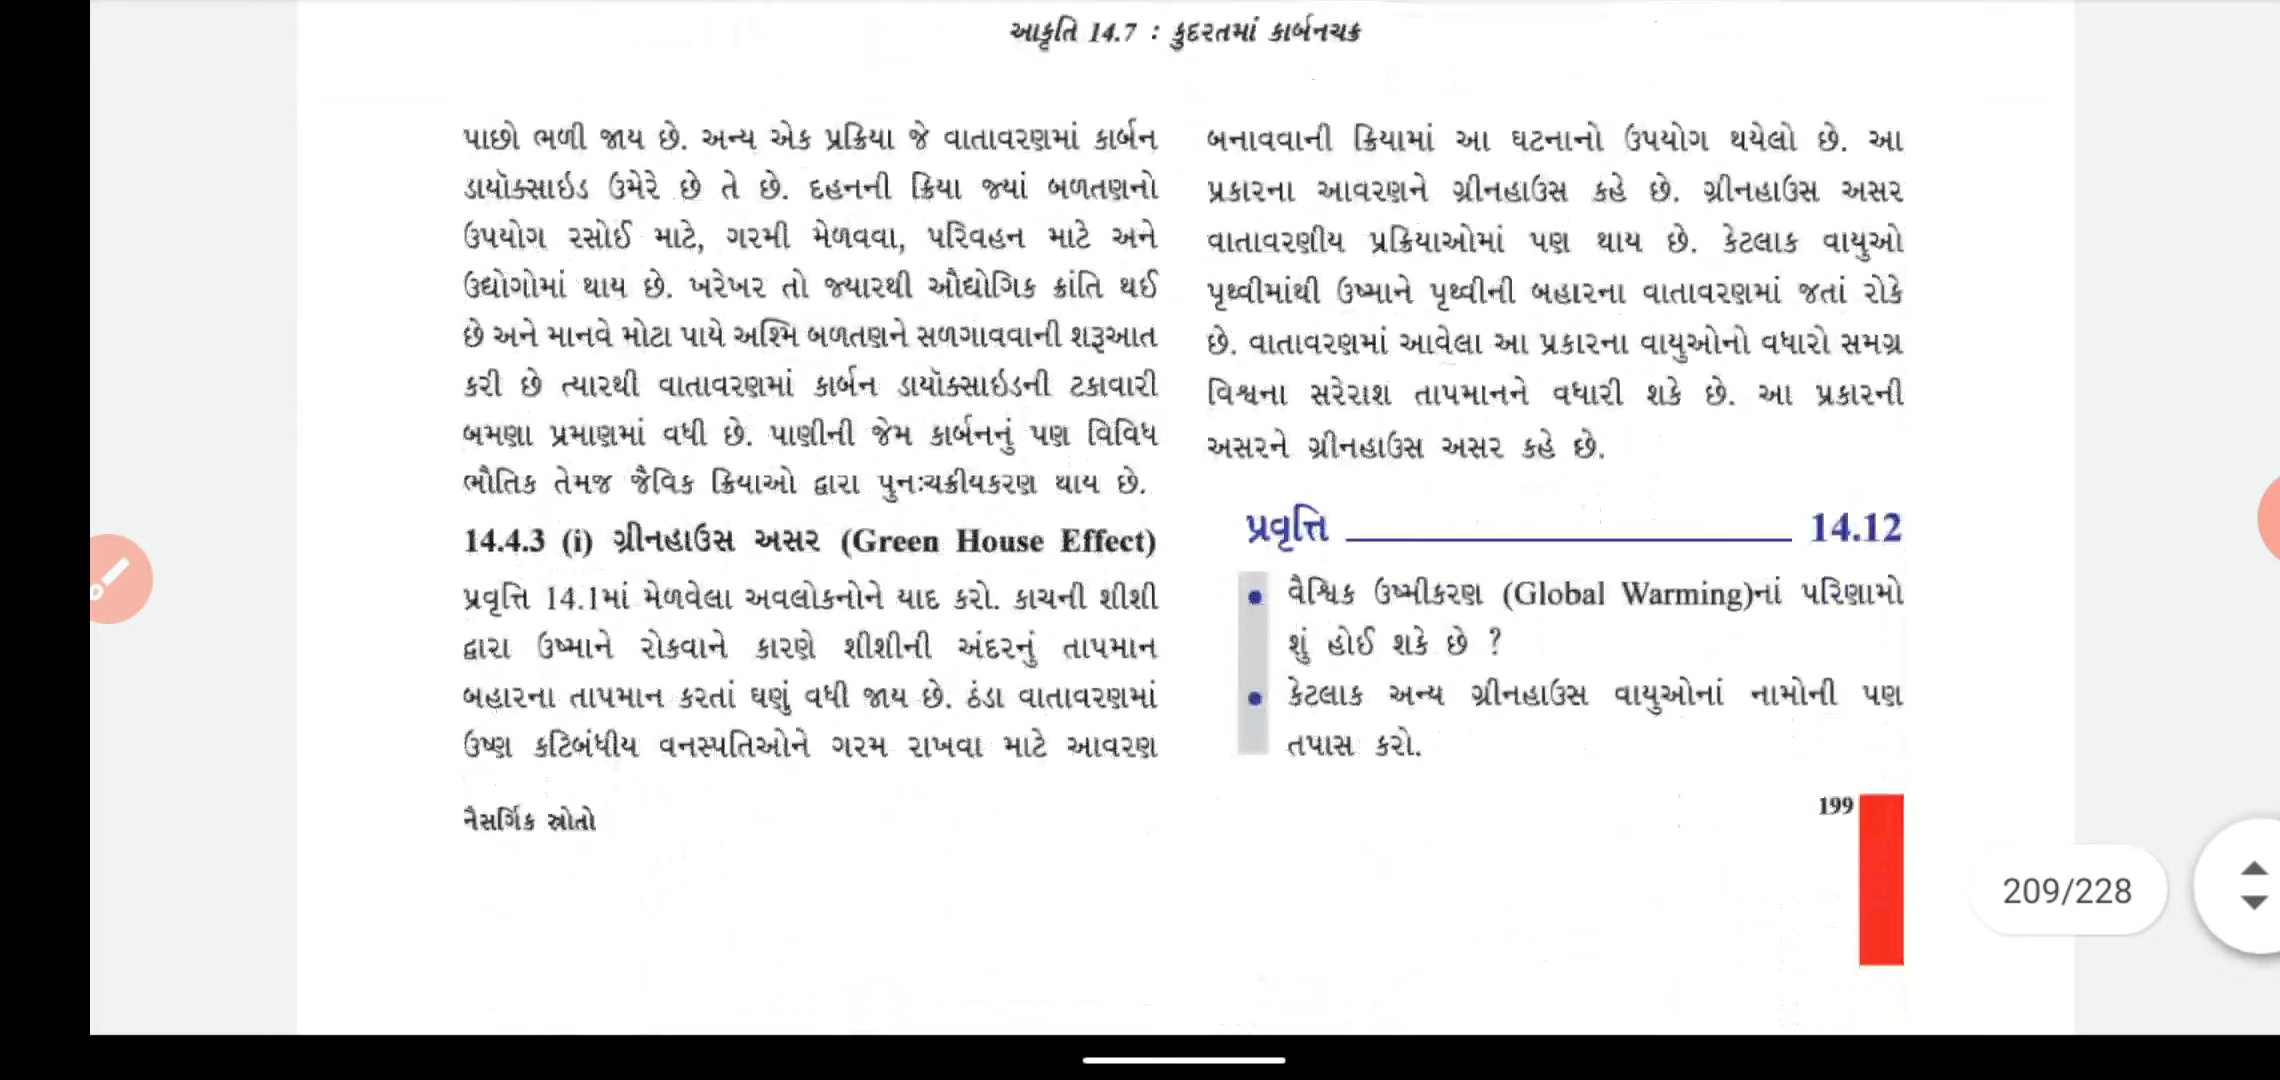 આકૃતિ 14.7 : કુદરતમાં કાર્બનચક્ર
પાછો ભળી જાય છે. અન્ય એક પ્રક્રિયા જે વાતાવરણમાં કાર્બન
ડાયૉક્સાઇડ ઉમેરે છે તે છે. દહનની ક્રિયા જ્યાં બળતણનો
ઉપયોગ રસોઈ માટે, ગરમી મેળવવા, પરિવહન માટે અને
ઉદ્યોગોમાં થાય છે. ખરેખર તો જ્યારથી ઔદ્યોગિક ક્રાંતિ થઈ
છે અને માનવે મોટા પાયે અશ્મિ બળતણને સળગાવવાની શરૂઆત
કરી છે ત્યારથી વાતાવરણમાં કાર્બન ડાયૉક્સાઇડની ટકાવારી
બમણા પ્રમાણમાં વધી છે. પાણીની જેમ કાર્બનનું પણ વિવિધ
ભૌતિક તેમજ જૈવિક ક્રિયાઓ દ્વારા પુનઃચક્રીયકરણ થાય છે.
14.4.3 (i) ગ્રીનહાઉસ અસર (Green House Effect)
પ્રવૃત્તિ 14.1માં મેળવેલા અવલોકનોને યાદ કરો. કાચની શીશી
દ્વારા ઉષ્માને રોકવાને કારણે શીશીની અંદરનું તાપમાન
બહારના તાપમાન કરતાં ઘણું વધી જાય છે. ઠંડા વાતાવરણમાં
ઉષ્ણ કટિબંધીય વનસ્પતિઓને ગરમ રાખવા માટે આવરણ
બનાવવાની ક્રિયામાં આ ઘટનાનો ઉપયોગ થયેલો છે. આ
પ્રકારના આવરણને ગ્રીનહાઉસ કહે છે. ગ્રીનહાઉસ અસર
વાતાવરણીય પ્રક્રિયાઓમાં પણ થાય છે. કેટલાક વાયુઓ
પૃથ્વીમાંથી ઉષ્માને પૃથ્વીની બહારના વાતાવરણમાં જતાં રોકે
છે. વાતાવરણમાં આવેલા આ પ્રકારના વાયુઓનો વધારો સમગ્ર
વિશ્વના સરેરાશ તાપમાનને વધારી શકે છે. આ પ્રકારની
અસરને ગ્રીનહાઉસ અસર કહે છે.
પ્રવૃત્તિ 14.12
• વૈશ્વિક ઉષ્મીકરણ (Global Warming)નાં પરિણામો
શું હોઈ શકે છે ?
• કેટલાક અન્ય ગ્રીનહાઉસ વાયુઓનાં નામોની પણ
તપાસ કરો.
નૈસર્ગિક સ્રોતો
199
209/228